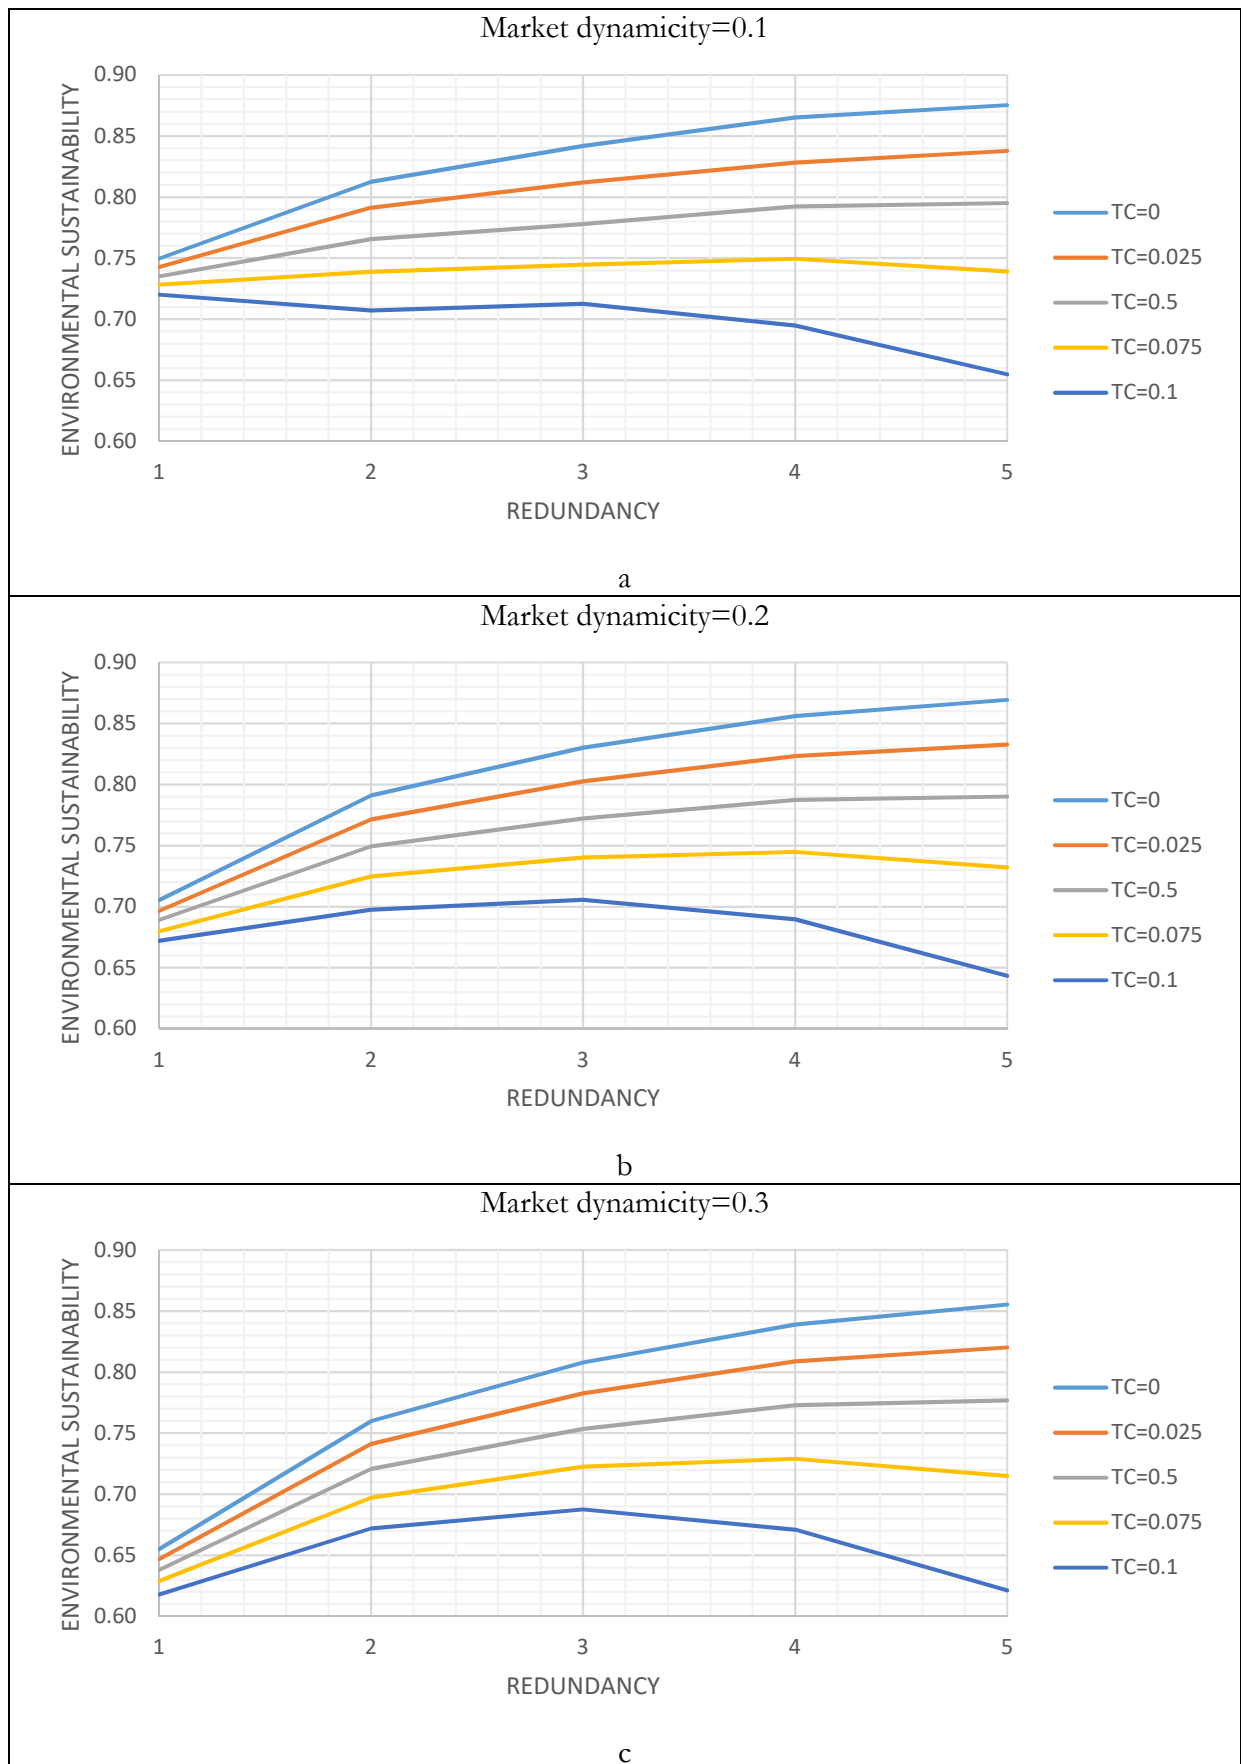 Market dynamicity=0.1
ENVIRONMENTAL SUSTAINABILITY
0.90
0.85
0.80
0.75
0.70
0.65
0.60
1 2 3 4 5
REDUNDANCY
TC=0
TC=0.025
TC=0.5
TC=0.075
TC=0.1
a
Market dynamicity=0.2
ENVIRONMENTAL SUSTAINABILITY
0.90
0.85
0.80
0.75
0.70
0.65
0.60
1 2 3 4 5
REDUNDANCY
TC=0
TC=0.025
TC=0.5
TC=0.075
TC=0.1
b
Market dynamicity=0.3
ENVIRONMENTAL SUSTAINABILITY
0.90
0.85
0.80
0.75
0.70
0.65
0.60
1 2 3 4 5
REDUNDANCY
TC=0
TC=0.025
TC=0.5
TC=0.075
TC=0.1
c